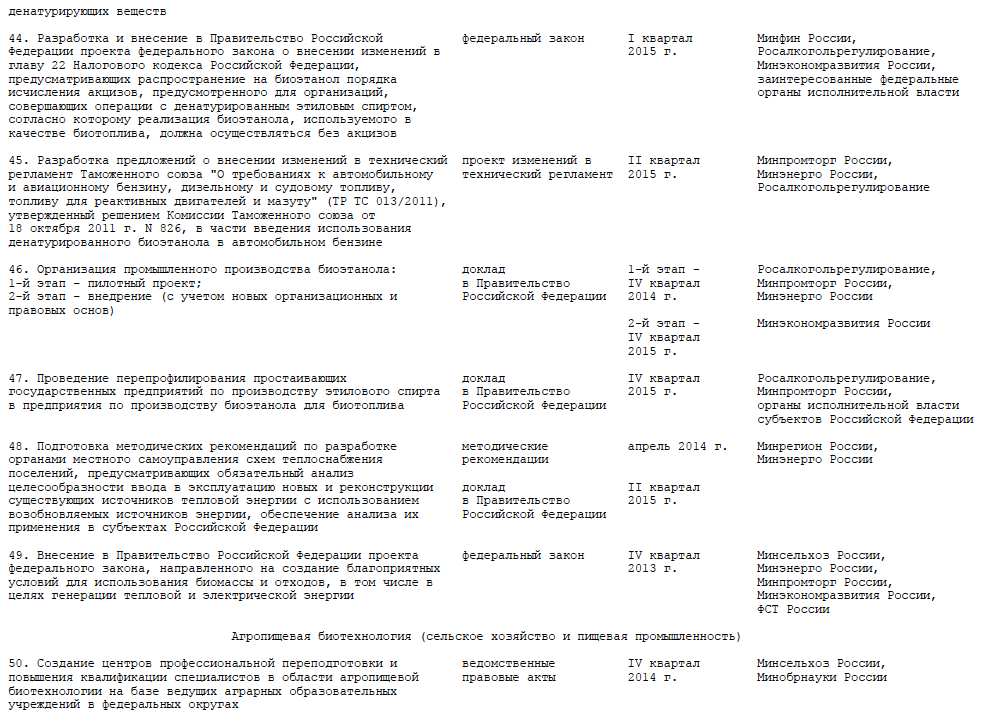 денатурирующих веществ
44. Разработка и внесение в Правительство Российской федеральный закон I квартал Минфин России,
Федерации проекта федерального закона о внесении изменений в 2015 г. Росалкогольрегулирование,
главу 22 Налогового кодекса Российской Федерации, Минэкономразвития России,
предусматривающих распространение на биоэтанол порядка заинтересованные федеральные
исчисления акцизов, предусмотренного для организаций, органы исполнительной власти
совершающих операции с денатурированным этиловым спиртом,
согласно которому реализация биоэтанола, используемого в
качестве биотоплива, должна осуществляться без акцизов
45. Разработка предложений о внесении изменений в технический проект изменений в II квартал Минпромторг России,
регламент Таможенного союза "О требованиях к автомобильному технический регламент 2015 г. Минэнерго России,
и авиационному бензину, дизельному и судовому топливу, Росалкогольрегулирование
топливу для реактивных двигателей и мазуту" (ТР ТС 013/2011),
утвержденный решением Комиссии Таможенного союза от
18 октября 2011 г. N 826, в части введения использования
денатурированного биоэтанола в автомобильном бензине
46. Организация промышленного производства биоэтанола: доклад 1-й этап - Росалкогольрегулирование,
1-й этап - пилотный проект; в Правительство IV квартал Минпромторг России,
2-й этап - внедрение (с учетом новых организационных и Российской Федерации 2014 г. Минэнерго России
правовых основ)
2-й этап - Минэкономразвития России
IV квартал
2015 г.
47. Проведение перепрофилирования простаивающих доклад IV квартал Росалкогольрегулирование,
государственных предприятий по производству этилового спирта в Правительство 2015 г. Минпромторг России,
в предприятия по производству биоэтанола для биотоплива Российской Федерации органы исполнительной власти
субъектов Российской Федерации
48. Подготовка методических рекомендаций по разработке методические апрель 2014 г. Минрегион России,
органами местного самоуправления схем теплоснабжения рекомендации Минэнерго России
поселений, предусматривающих обязательный анализ
целесообразности ввода в эксплуатацию новых и реконструкции доклад II квартал
существующих источников тепловой энергии с использованием в Правительство 2015 г.
возобновляемых источников энергии, обеспечение анализа их Российской Федерации
применения в субъектах Российской Федерации
49. Внесение в Правительство Российской Федерации проекта федеральный закон IV квартал Минсельхоз России,
федерального закона, направленного на создание благоприятных 2013 г. Минэнерго России,
условий для использования биомассы и отходов, в том числе в Минпромторг России,
целях генерации тепловой и электрической энергии Минэкономразвития России,
ФСТ России
Агропищевая биотехнология (сельское хозяйство и пищевая промышленность)
50. Создание центров профессиональной переподготовки и ведомственные IV квартал Минсельхоз России,
повышения квалификации специалистов в области агропищевой правовые акты 2014 г. Минобрнауки России
биотехнологии на базе ведущих аграрных образовательных
учреждений в федеральных округах